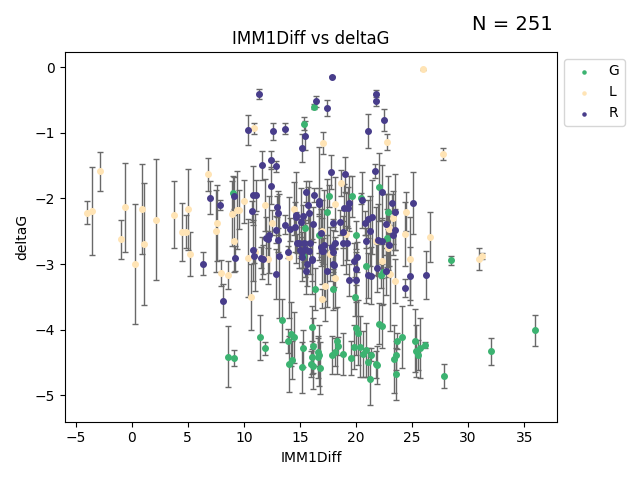 N = 251
IMM1Diff vs deltaG
G
L
R
deltaG
0
−1
−2
−3
−4
−5
−5 0 5 10 15 20 25 30 35
IMM1Diff